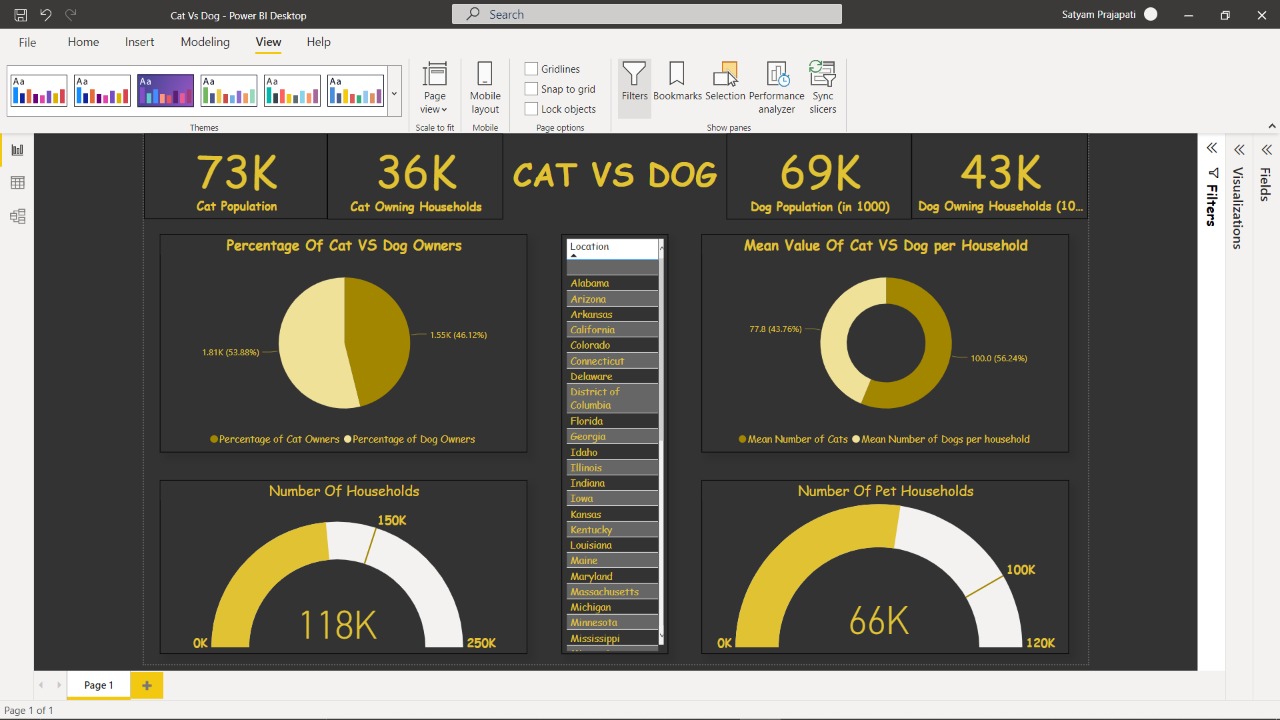 Cat Vs Dog - Power BI Desktop
Search
Satyam Prajapati
File Home Insert Modeling View Help
Aa Aa Aa Aa Aa Aa
Themes
Page view
Scale to fit
Mobile layout
Mobile
Gridlines
Snap to grid
Lock objects
Page options
Filters
Bookmarks
Selection
Performance analyzer
Sync slicers
Show panes
73K
Cat Population
36K
Cat Owning Households
CAT VS DOG
69K
Dog Population (in 1000)
43K
Dog Owning Households (10...
Filters
Visualizations
Fields
Percentage Of Cat VS Dog Owners
1.81K (53.88%)
1.55K (46.12%)
Percentage of Cat Owners Percentage of Dog Owners
Location
Alabama
Arizona
Arkansas
California
Colorado
Connecticut
Delaware
District of
Columbia
Florida
Georgia
Idaho
Illinois
Indiana
Iowa
Kansas
Kentucky
Louisiana
Maine
Maryland
Massachusetts
Michigan
Minnesota
Mississippi
Mean Value Of Cat VS Dog per Household
77.8 (43.76%)
100.0 (56.24%)
Mean Number of Cats Mean Number of Dogs per household
Number Of Households
150K
118K
0K
250K
Number Of Pet Households
100K
66K
0K
120K
Page 1
Page 1 of 1